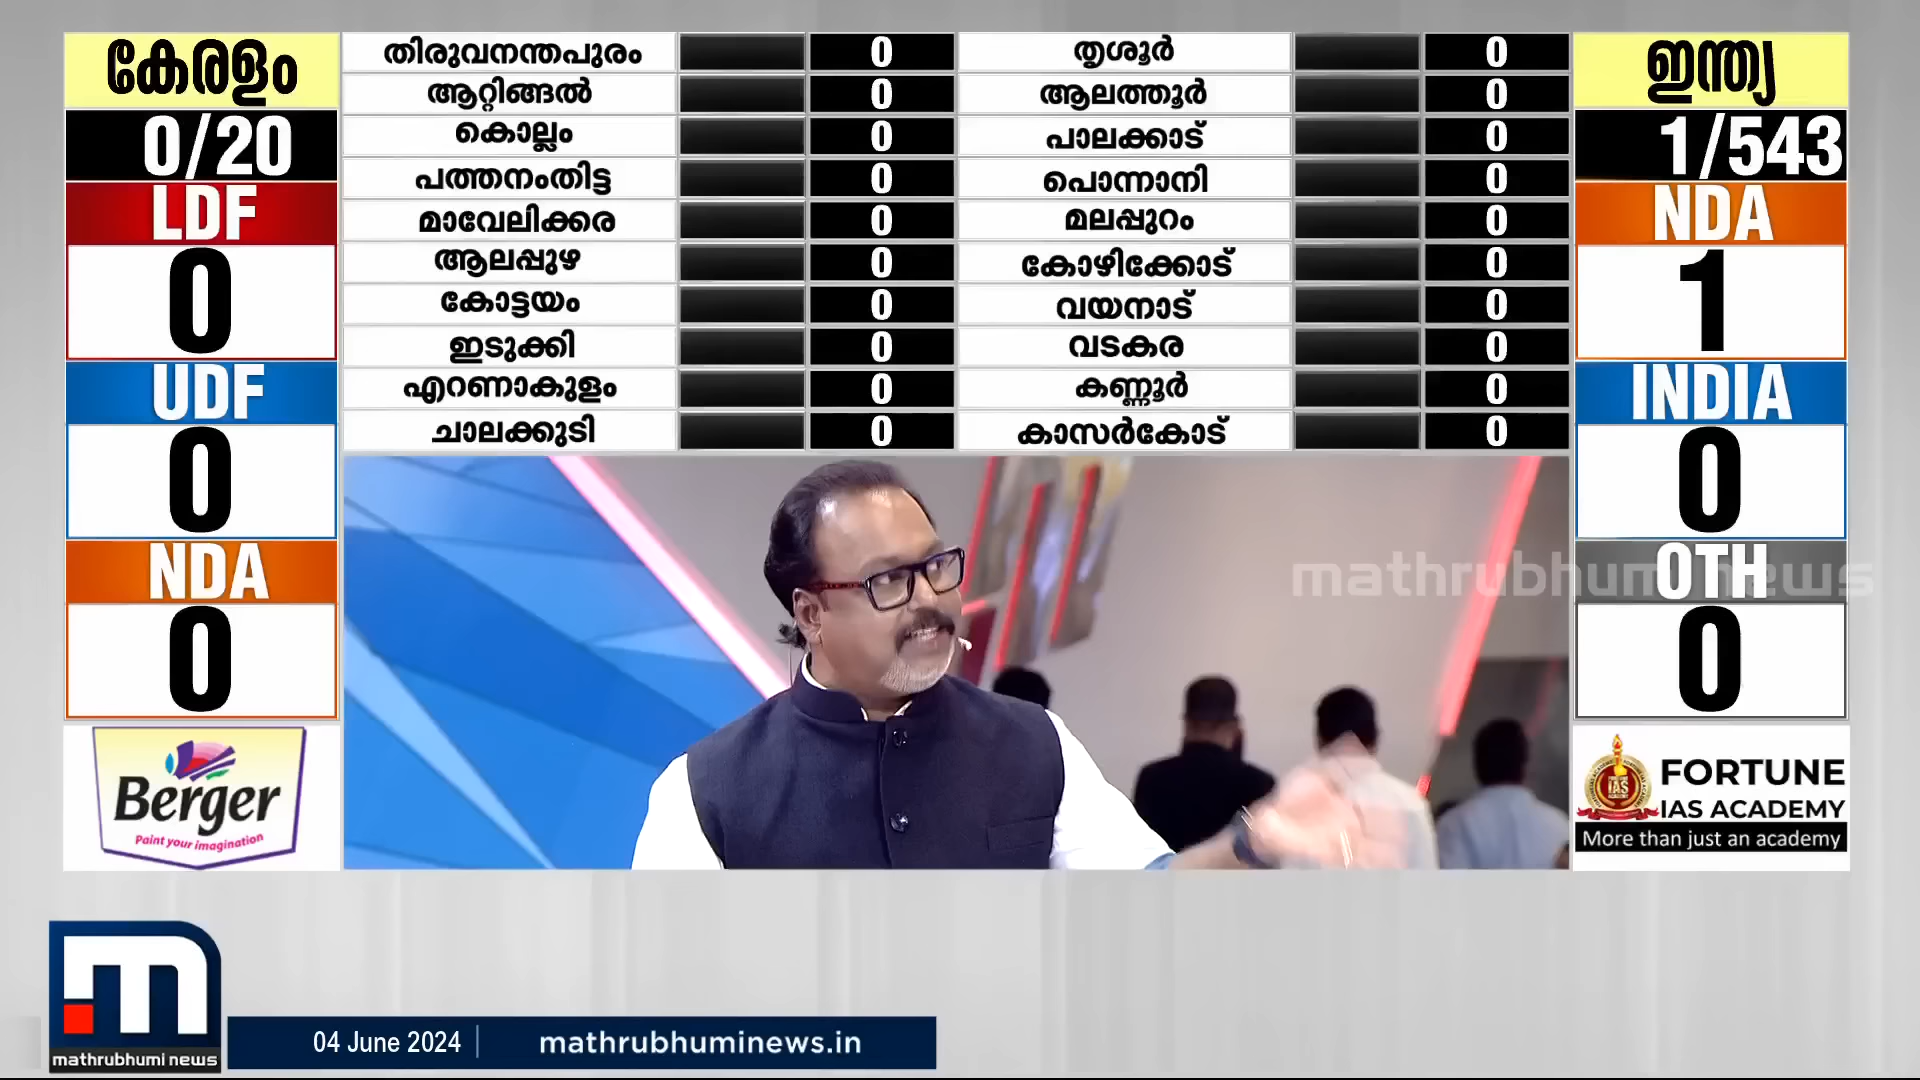 കേരളം
0/20
LDF
0
UDF
0
NDA
0
Berger
Paint your imagination
തിരുവനന്തപുരം 0
ആറ്റിങ്ങൽ 0
കൊല്ലം 0
പത്തനംതിട്ട 0
മാവേലിക്കര 0
ആലപ്പുഴ 0
കോട്ടയം 0
ഇടുക്കി 0
എറണാകുളം 0
ചാലക്കുടി 0
തൃശൂർ 0
ആലത്തൂർ 0
പാലക്കാട് 0
പൊന്നാനി 0
മലപ്പുറം 0
കോഴിക്കോട് 0
വയനാട് 0
വടകര 0
കണ്ണൂർ 0
കാസർകോട് 0
ഇന്ത്യ
1/543
NDA
1
INDIA
0
OTH
0
mathrubhumi news
FORTUNE
IAS ACADEMY
More than just an academy
mathrubhumi news
04 June 2024
mathrubhuminews.in